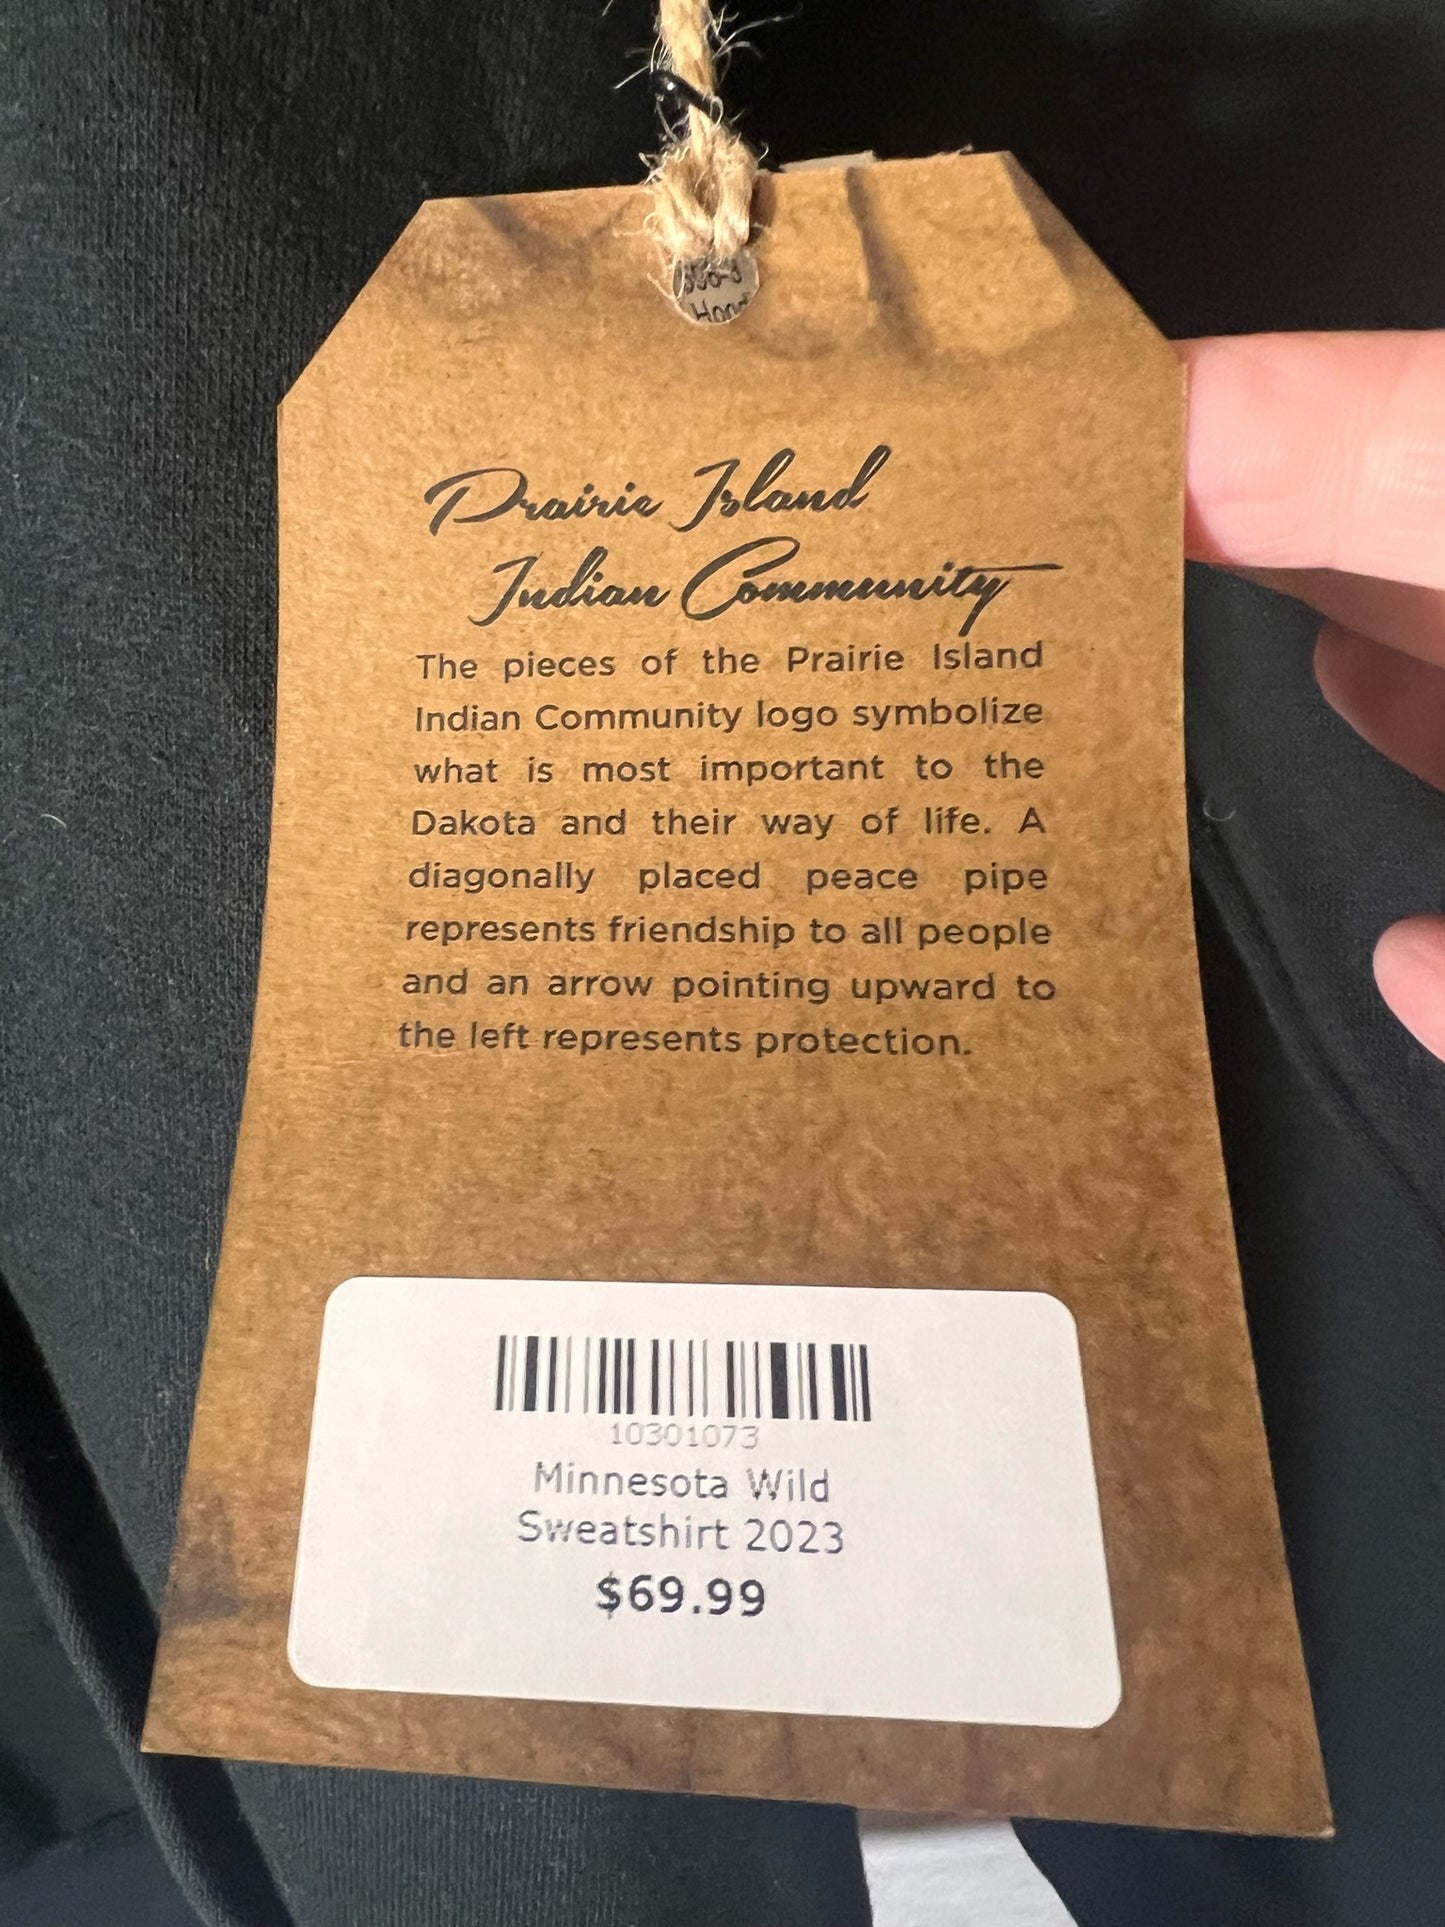 Prairie Island
Indian Community
The pieces of the Prairie Island
Indian Community logo symbolize
what is most important to the
Dakota and their way of life. A
diagonally placed peace pipe
represents friendship to all people
and an arrow pointing upward to
the left represents protection.
10301073
Minnesota Wild
Sweatshirt 2023
$69.99